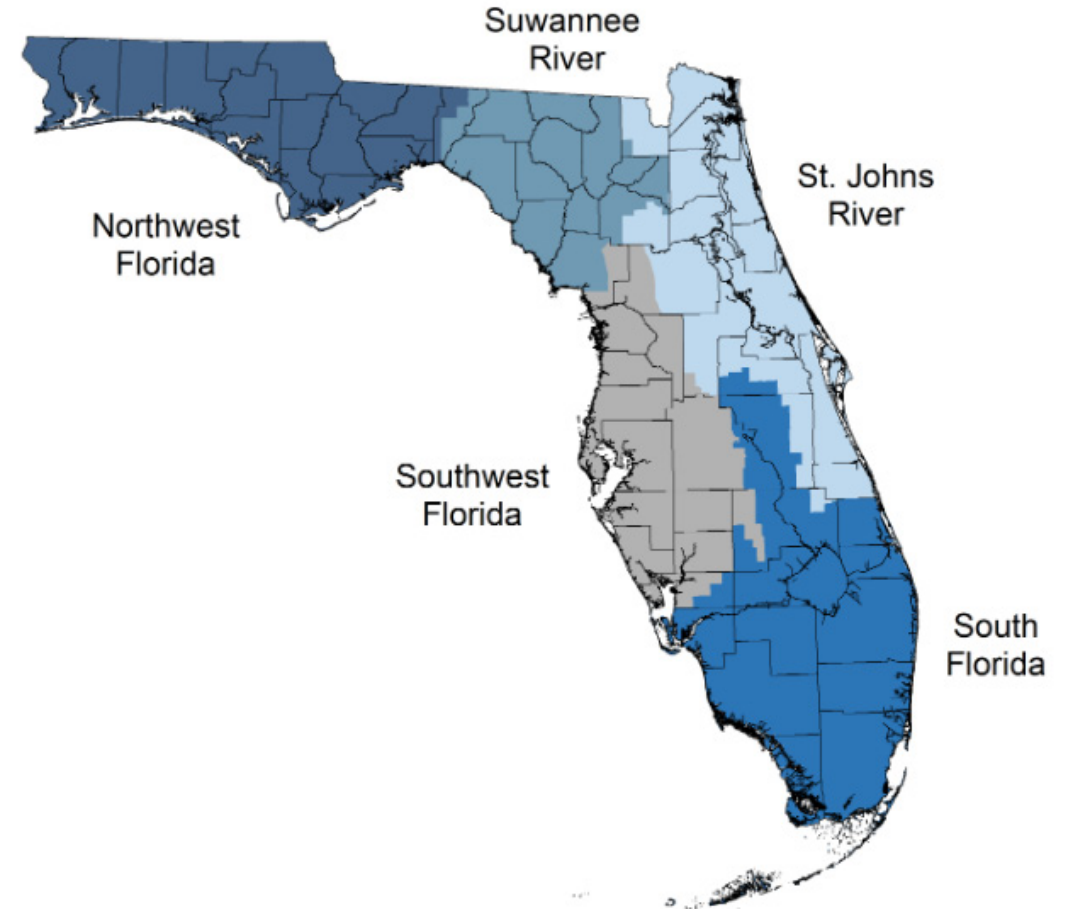 Suwannee
River
St. Johns
River
Northwest
Florida
Southwest
Florida
South
Florida